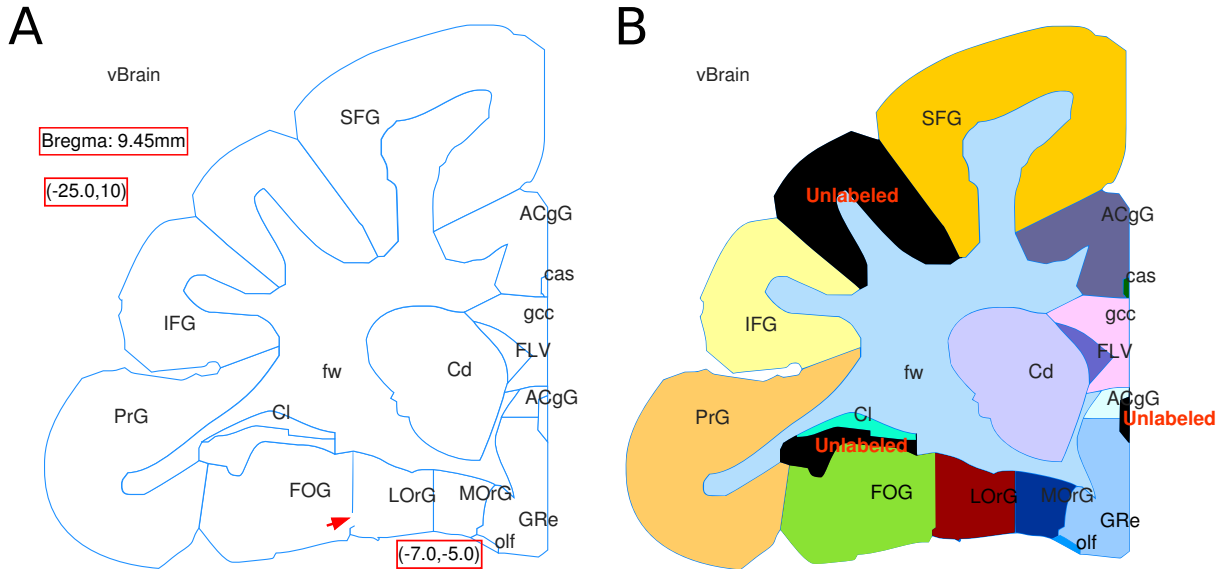 A
vBrain
Bregma: 9.45mm
(-25.0,10)
SFG
ACgG
cas
gcc
IFG
FLV
fw
Cd
ACgG
PrG
Cl
FOG
LOrG
MOrG
GRe
olf
(-7.0,-5.0)
B
vBrain
SFG
Unlabeled
ACgG
cas
gcc
IFG
FLV
fw
Cd
ACgG
PrG
Cl
Unlabeled
Unlabeled
FOG
LOrG
MOrG
GRe
olf